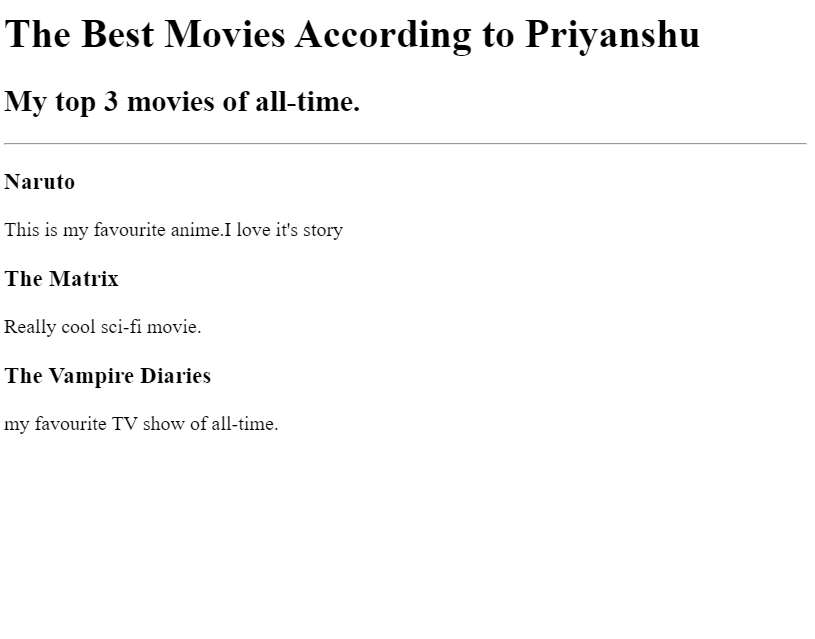 The Best Movies According to Priyanshu
My top 3 movies of all-time.
Naruto
This is my favourite anime.I love it's story
The Matrix
Really cool sci-fi movie.
The Vampire Diaries
my favourite TV show of all-time.